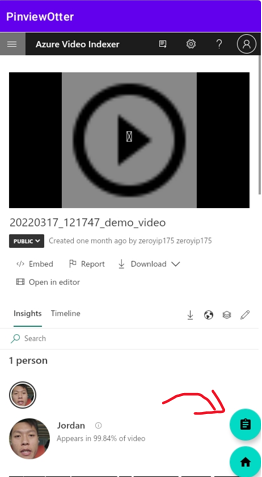 PinviewOtter
Azure Video Indexer
20220317_121747_demo_video
PUBLIC Created one month ago by zeroyip175 zeroyip175
</> Embed Report Download
Open in editor
Insights Timeline
Search
1 person
Jordan
Appears in 99.84% of video